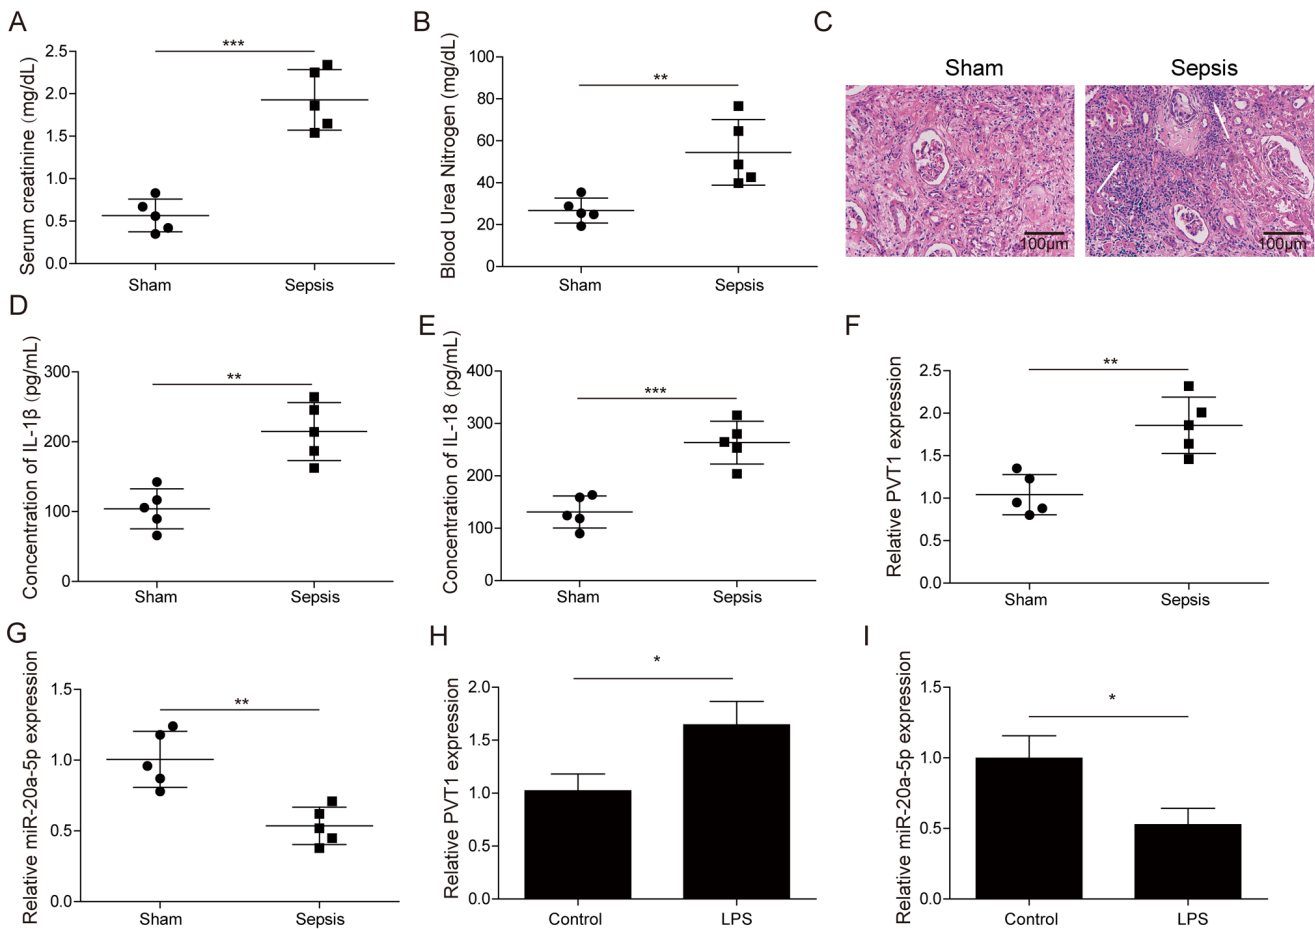 A
Serum creatinine (mg/dL)
2.5
2.0
1.5
1.0
0.5
0.0
***
Sham
Sepsis
B
Blood Urea Nitrogen (mg/dL)
100
80
60
40
20
0
**
Sham
Sepsis
C
Sham
Sepsis
100μm
100μm
D
Concentration of IL-1β (pg/mL)
300
200
100
0
**
Sham
Sepsis
E
Concentration of IL-18 (pg/mL)
400
300
200
100
0
***
Sham
Sepsis
F
Relative PVT1 expression
2.5
2.0
1.5
1.0
0.5
0.0
**
Sham
Sepsis
G
Relative miR-20a-5p expression
1.5
1.0
0.5
0.0
**
Sham
Sepsis
H
Relative PVT1 expression
2.0
1.5
1.0
0.5
0.0
*
Control
LPS
I
Relative miR-20a-5p expression
1.5
1.0
0.5
0.0
*
Control
LPS